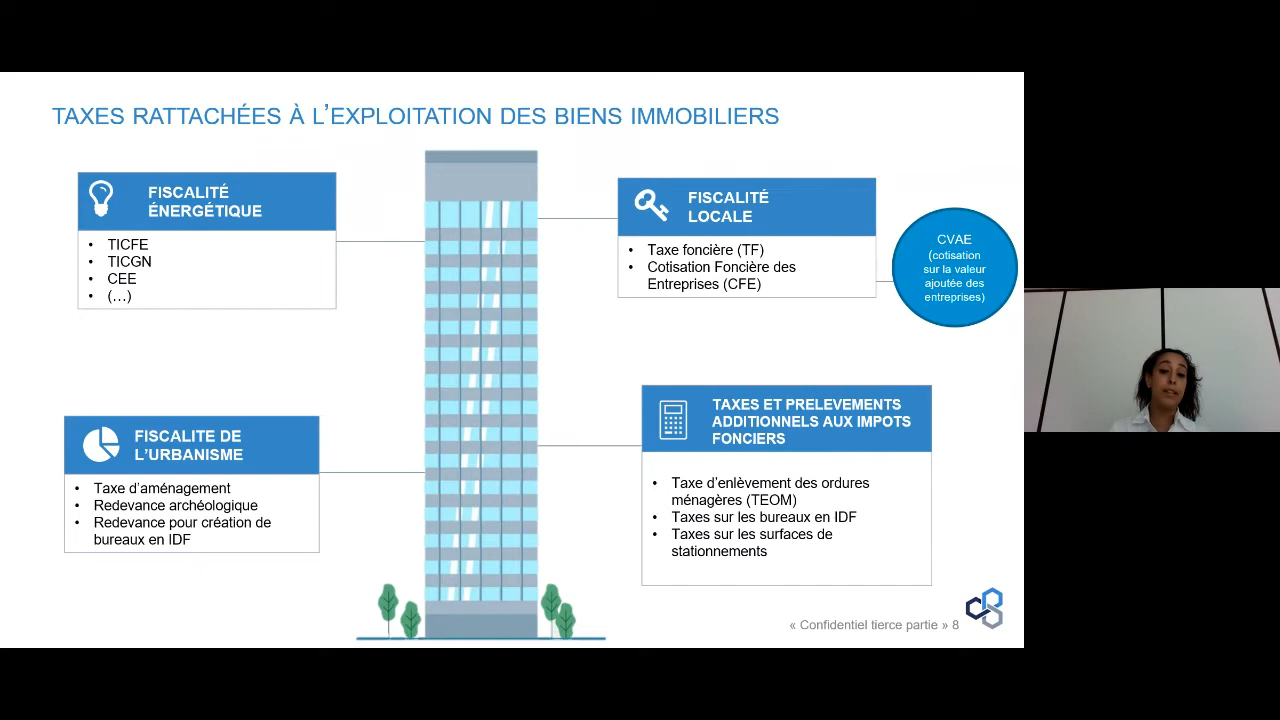 TAXES RATTACHÉES À L’EXPLOITATION DES BIENS IMMOBILIERS
FISCALITÉ
ÉNERGÉTIQUE
• TICFE
• TICGN
• CEE
• (…)
FISCALITÉ
LOCALE
• Taxe foncière (TF)
• Cotisation Foncière des
Entreprises (CFE)
CVAE
(cotisation
sur la valeur
ajoutée des
entreprises)
FISCALITE DE
L’URBANISME
• Taxe d’aménagement
• Redevance archéologique
• Redevance pour création de
bureaux en IDF
TAXES ET PRELEVEMENTS
ADDITIONNELS AUX IMPOTS
FONCIERS
• Taxe d’enlèvement des ordures
ménagères (TEOM)
• Taxes sur les bureaux en IDF
• Taxes sur les surfaces de
stationnements
« Confidentiel tierce partie » 8